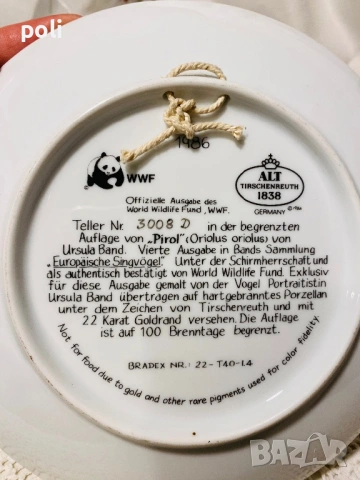 poli
1986
WWF
ALT
TIRSCHENREUTH
1838
GERMANY © 1986
Offizielle Ausgabe des
World Wildlife Fund, WWF.
Teller Nr. 3008 D in der begrenzten
Auflage von „Pirol" (Oriolus oriolus) von
Ursula Band. Vierte Ausgabe in Bands Sammlung
„Europäische Singvögel". Unter der Schirmherrschaft und
als authentisch bestätigt von World Wildlife Fund. Exklusiv
für diese Ausgabe gemalt von der Vogel Portraitistin
Ursula Band übertragen auf hartgebranntes Porzellan
unter dem Zeichen von Tirschenreuth und mit
22 Karat Goldrand versehen. Die Auflage
ist auf 100 Brenntage begrenzt.
BRADEX NR.: 22-T40-1.4
Not for food due to gold and other rare pigments used for color fidelity.
BAZAR
bg